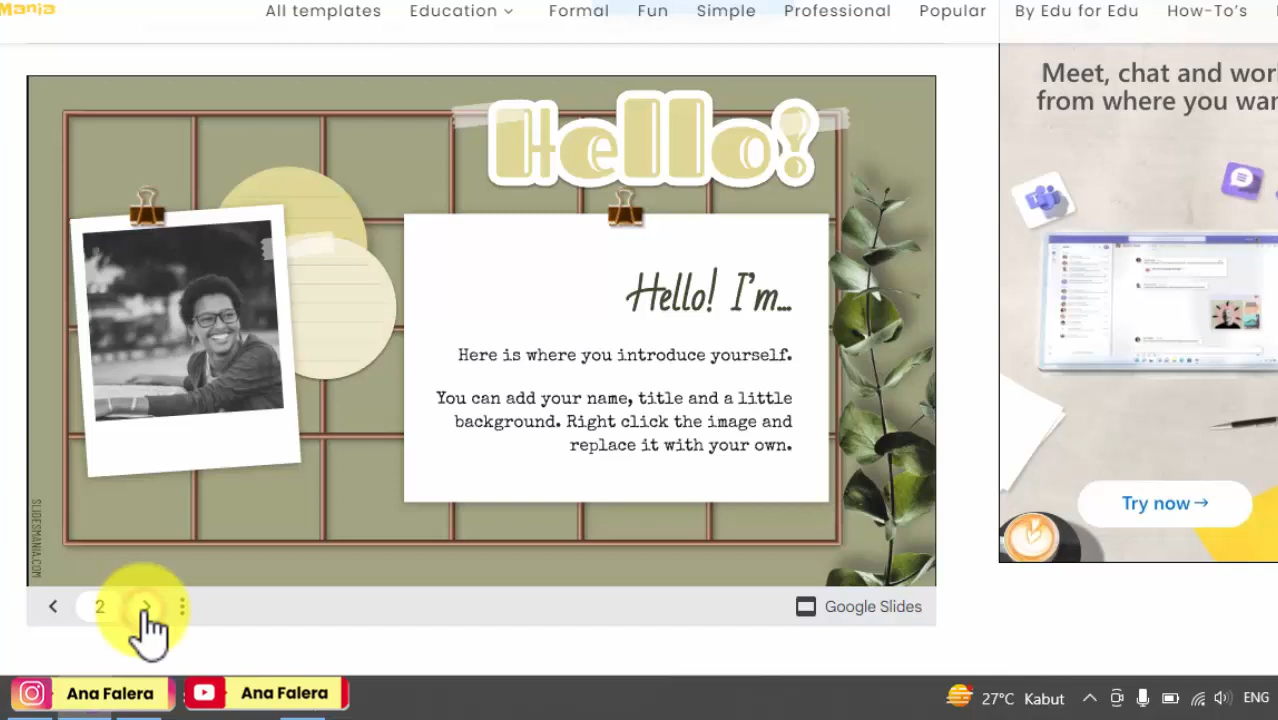 Mania
All templates
Education
Formal
Fun
Simple
Professional
Popular
By Edu for Edu
How-To's
Hello!
Hello! I'm...
Here is where you introduce yourself.
You can add your name, title and a little
background. Right click the image and
replace it with your own.
SLIDESMANIA.COM
2
Google Slides
Meet, chat and wor
from where you wan
Try now
Ana Falera
Ana Falera
27°C Kabut
ENG